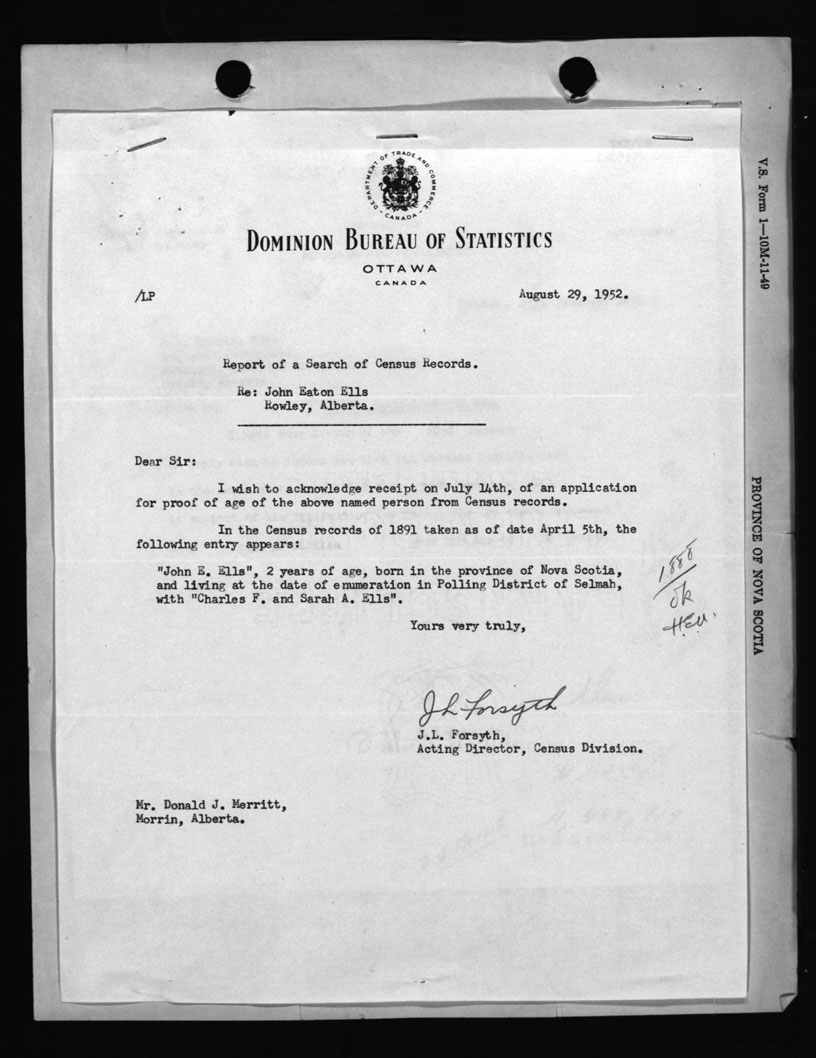 DEPARTMENT OF TRADE AND COMMERCE
- CANADA -
DOMINION BUREAU OF STATISTICS
OTTAWA
CANADA
/LP
August 29, 1952.
Report of a Search of Census Records.
Re: John Eaton Ells
Rowley, Alberta.
Dear Sir:
I wish to acknowledge receipt on July 14th, of an application
for proof of age of the above named person from Census records.
In the Census records of 1891 taken as of date April 5th, the
following entry appears:
"John E. Ells", 2 years of age, born in the province of Nova Scotia,
and living at the date of enumeration in Polling District of Selmah,
with "Charles F. and Sarah A. Ells".
1888
ok
Yours very truly,
J L Forsyth
J.L. Forsyth,
Acting Director, Census Division.
Mr. Donald J. Merritt,
Morrin, Alberta.
V.S. Form 1—10M-11-49
PROVINCE OF NOVA SCOTIA